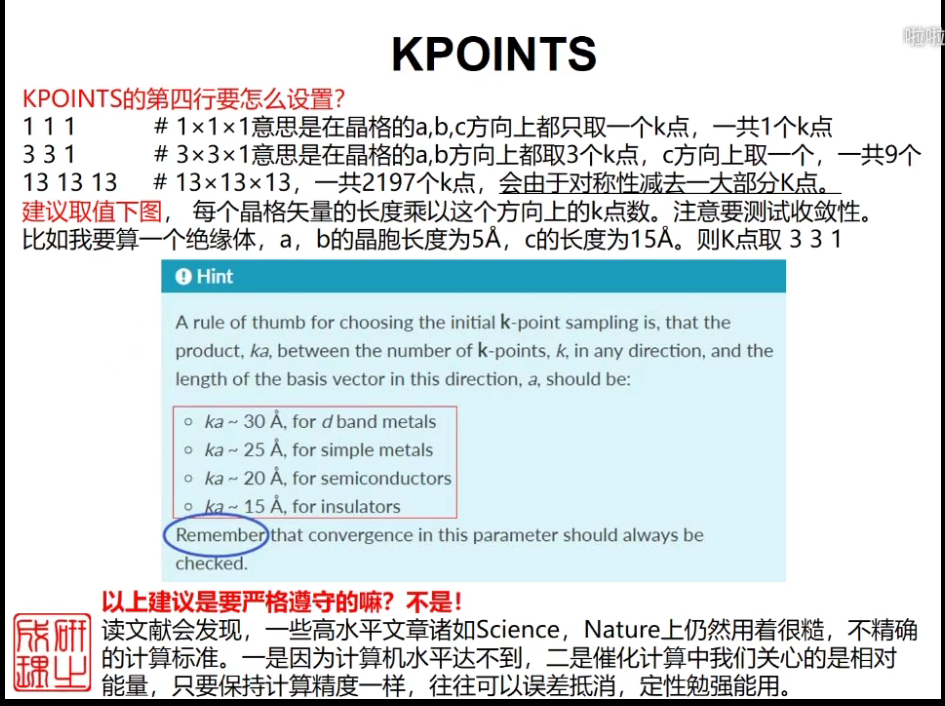 啦啦
KPOINTS
KPOINTS的第四行要怎么设置？
1 1 1 # 1×1×1意思是在晶格的a,b,c方向上都只取一个k点，一共1个k点
3 3 1 # 3×3×1意思是在晶格的a,b方向上都取3个k点，c方向上取一个，一共9个
13 13 13 # 13×13×13，一共2197个k点，会由于对称性减去一大部分K点。
建议取值下图， 每个晶格矢量的长度乘以这个方向上的k点数。注意要测试收敛性。
比如我要算一个绝缘体，a，b的晶胞长度为5Å，c的长度为15Å。则K点取 3 3 1
Hint
A rule of thumb for choosing the initial k-point sampling is, that the
product, ka, between the number of k-points, k, in any direction, and the
length of the basis vector in this direction, a, should be:
ka ~ 30 Å, for d band metals
ka ~ 25 Å, for simple metals
ka ~ 20 Å, for semiconductors
ka ~ 15 Å, for insulators
Remember that convergence in this parameter should always be
checked.
以上建议是要严格遵守的嘛？不是！
读文献会发现，一些高水平文章诸如Science，Nature上仍然用着很糙，不精确
的计算标准。一是因为计算机水平达不到，二是催化计算中我们关心的是相对
能量，只要保持计算精度一样，往往可以误差抵消，定性勉强能用。